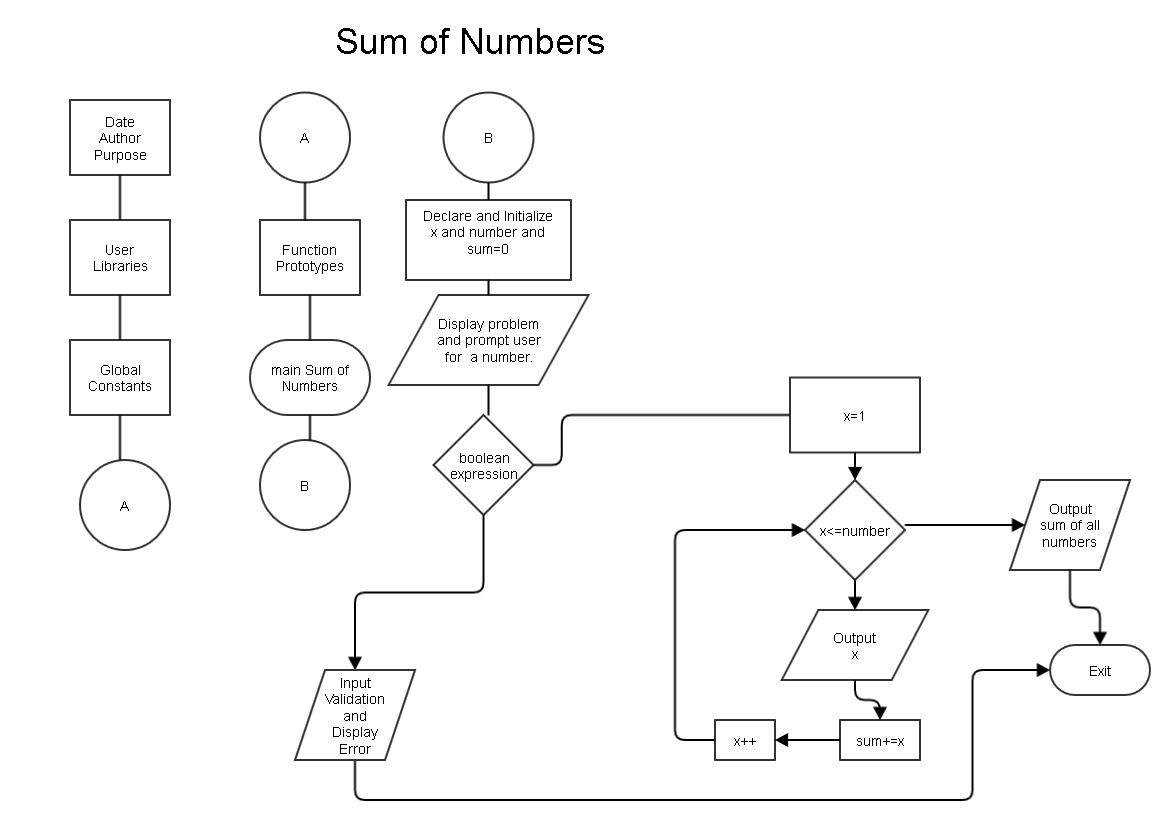 Sum of Numbers
Date
Author
Purpose
User
Libraries
Global
Constants
A
A
Function
Prototypes
main Sum of
Numbers
B
B
Declare and Initialize
x and number and
sum=0
Display problem
and prompt user
for a number.
boolean
expression
Input
Validation
and
Display
Error
x=1
x<=number
Output
x
sum+=x
x++
Output
sum of all
numbers
Exit